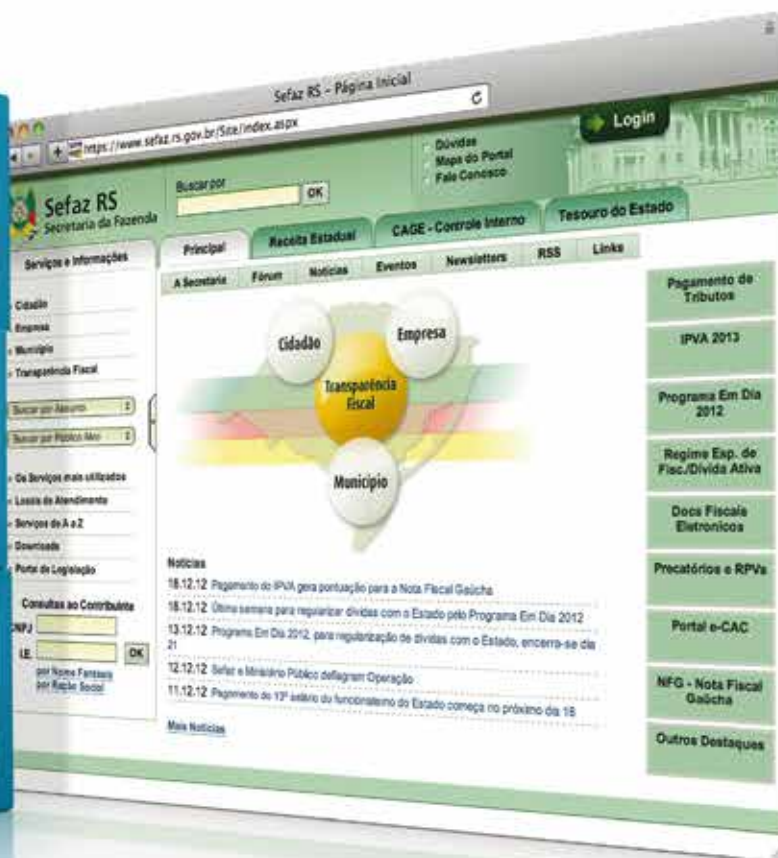 Sefaz RS - Página Inicial
https://www.sefaz.rs.gov.br/Site/index.aspx
Login
Dúvidas
Mapa do Portal
Fale Conosco
Buscar por
OK
Sefaz RS
Secretaria da Fazenda
Principal
Receita Estadual
CAGE - Controle Interno
Tesouro do Estado
A Secretaria Fórum Notícias Eventos Newsletters RSS Links
Serviços e Informações
Cidadão
Empresa
Município
Transparência Fiscal
Buscar por Assunto
Buscar por Público Alvo
Os Serviços mais utilizados
Locais de Atendimento
Serviços de A a Z
Downloads
Portal de Legislação
Consultas ao Contribuinte
CNPJ
I.E.
OK
por Nome Fantasia
por Razão Social
Cidadão
Empresa
Transparência
Fiscal
Município
Notícias
18.12.12 Pagamento do IPVA gera pontuação para a Nota Fiscal Gaúcha
18.12.12 Última semana para regularizar dívidas com o Estado pelo Programa Em Dia 2012
13.12.12 Programa Em Dia 2012, para regularização de dívidas com o Estado, encerra-se dia
21
12.12.12 Sefaz e Ministério Público deflagram Operação
11.12.12 Pagamento do 13º salário do funcionalismo do Estado começa no próximo dia 18
Mais Notícias
Pagamento de
Tributos
IPVA 2013
Programa Em Dia
2012
Regime Esp. de
Fisc./Dívida Ativa
Docs Fiscais
Eletronicos
Precatórios e RPVs
Portal e-CAC
NFG - Nota Fiscal
Gaúcha
Outros Destaques